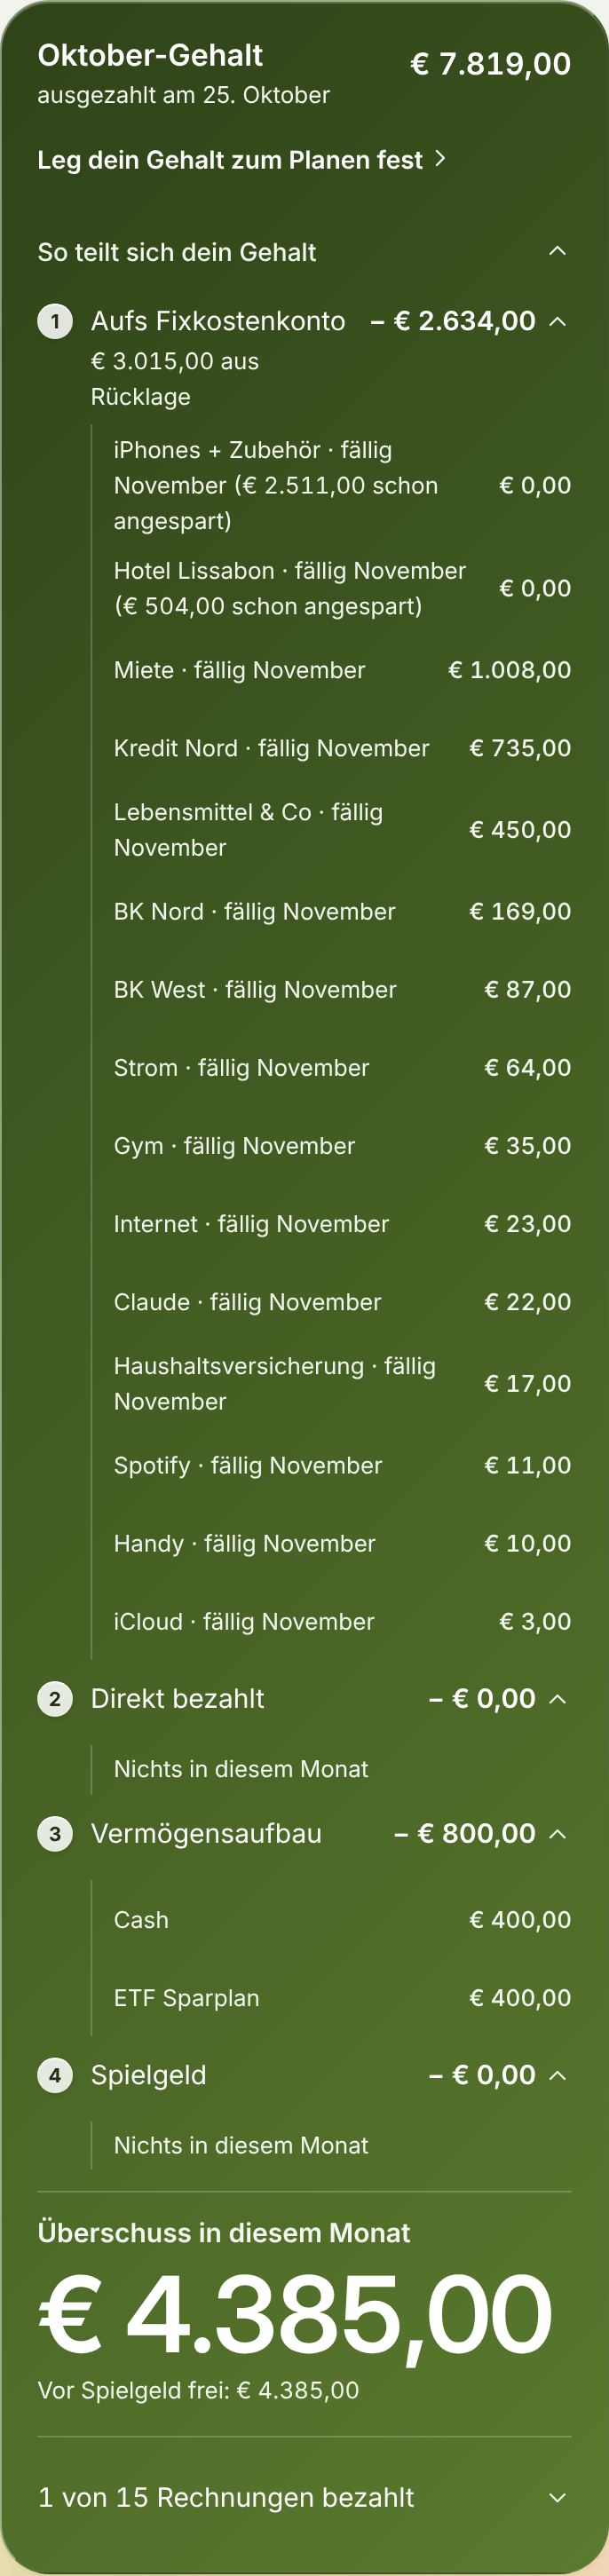 Oktober-Gehalt
€ 7.819,00
ausgezahlt am 25. Oktober
Leg dein Gehalt zum Planen fest
So teilt sich dein Gehalt
1 Aufs Fixkostenkonto – € 2.634,00
€ 3.015,00 aus
Rücklage
iPhones + Zubehör · fällig
November (€ 2.511,00 schon
angespart)
€ 0,00
Hotel Lissabon · fällig November
(€ 504,00 schon angespart)
€ 0,00
Miete · fällig November € 1.008,00
Kredit Nord · fällig November € 735,00
Lebensmittel & Co · fällig
November
€ 450,00
BK Nord · fällig November € 169,00
BK West · fällig November € 87,00
Strom · fällig November € 64,00
Gym · fällig November € 35,00
Internet · fällig November € 23,00
Claude · fällig November € 22,00
Haushaltsversicherung · fällig
November
€ 17,00
Spotify · fällig November € 11,00
Handy · fällig November € 10,00
iCloud · fällig November € 3,00
2 Direkt bezahlt – € 0,00
Nichts in diesem Monat
3 Vermögensaufbau – € 800,00
Cash € 400,00
ETF Sparplan € 400,00
4 Spielgeld – € 0,00
Nichts in diesem Monat
Überschuss in diesem Monat
€ 4.385,00
Vor Spielgeld frei: € 4.385,00
1 von 15 Rechnungen bezahlt